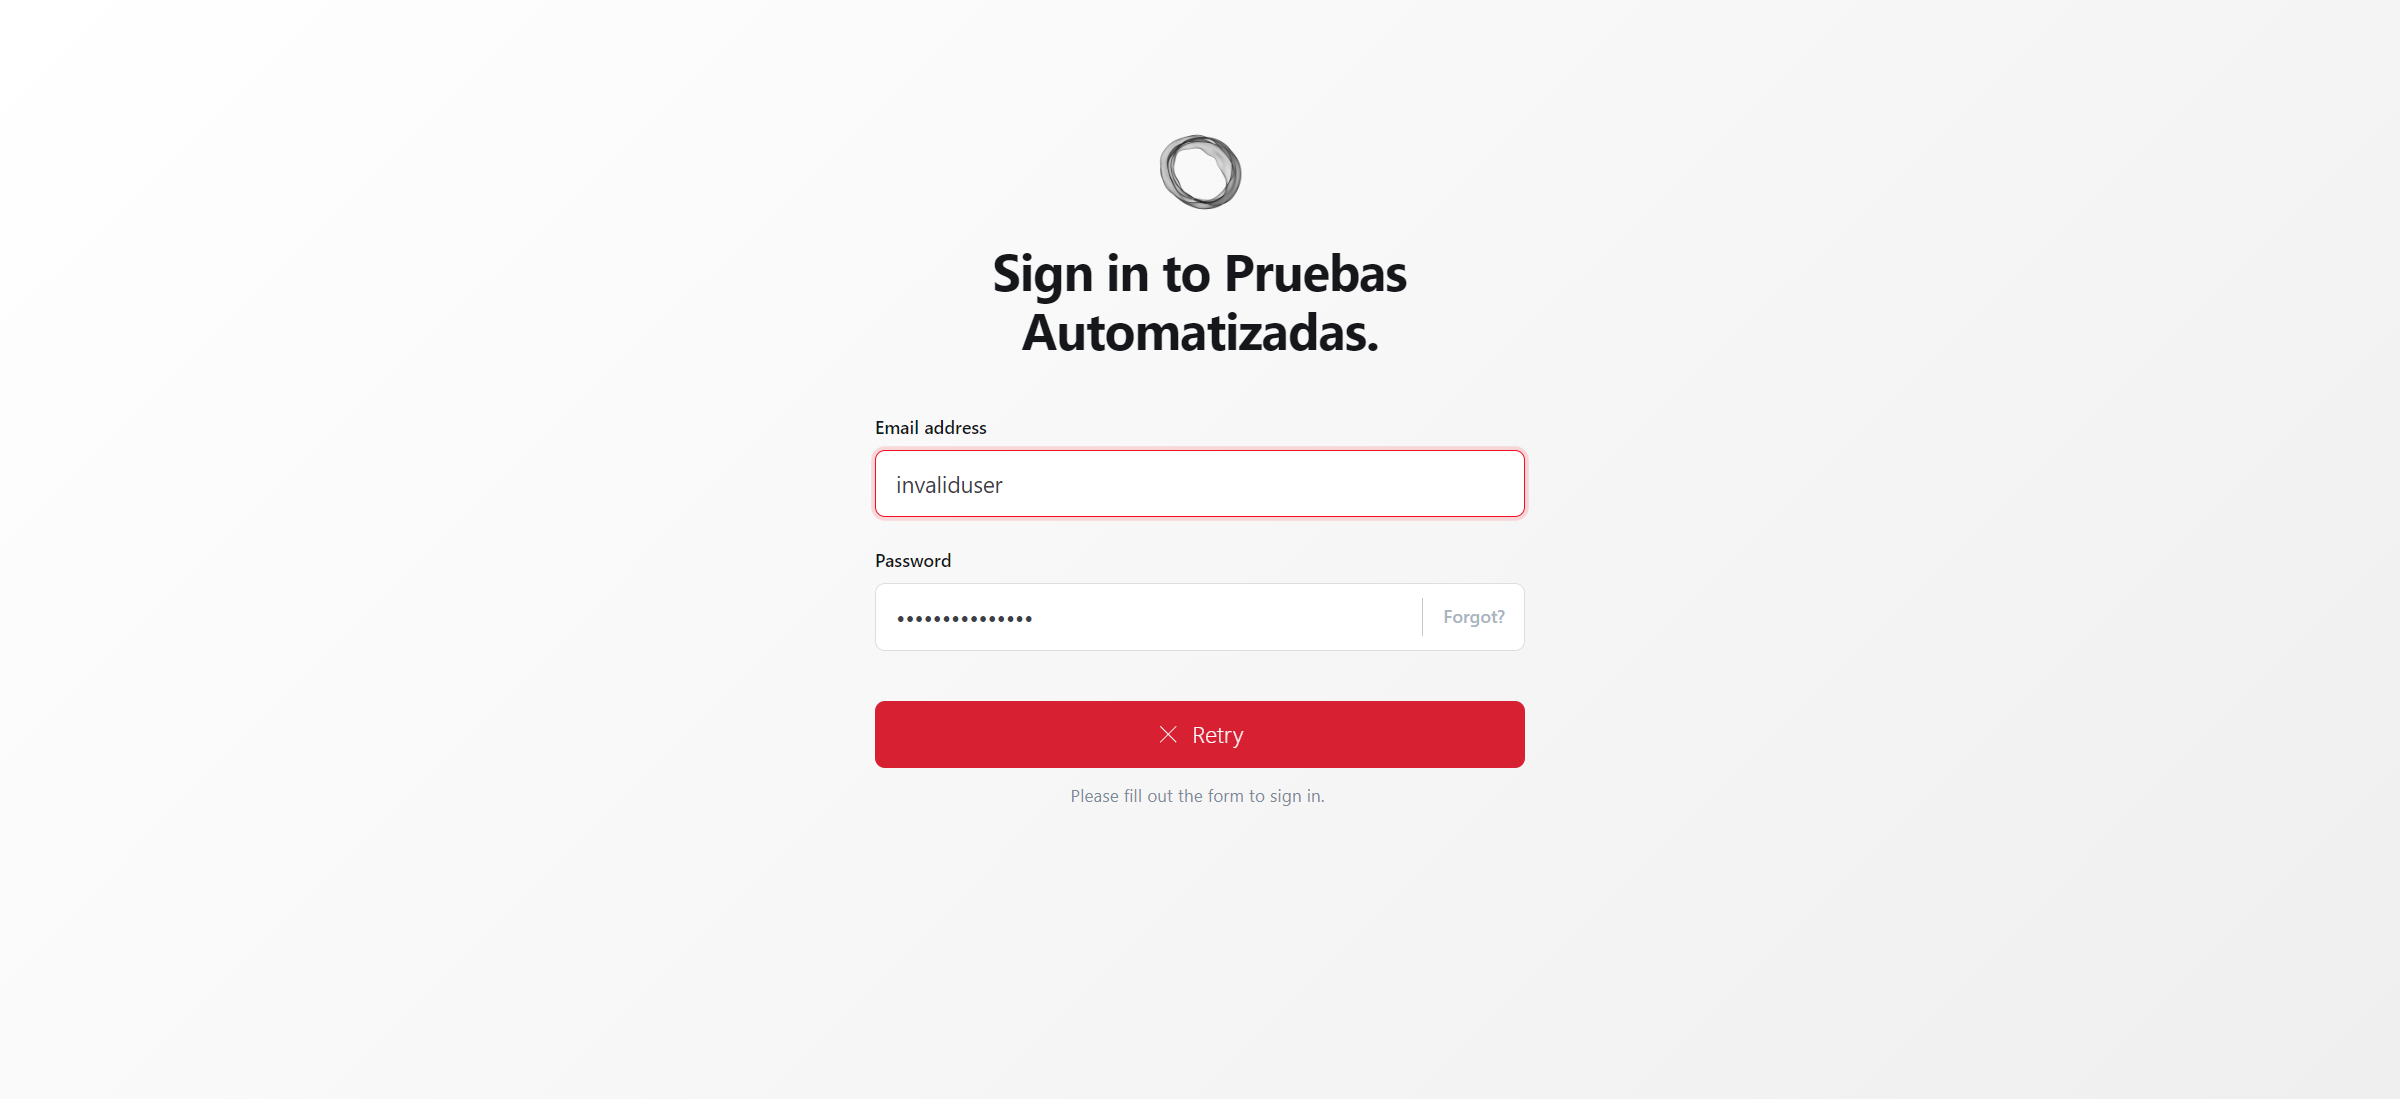 Sign in to Pruebas
Automatizadas.
Email address
invaliduser
Password
•••••••••••••••
Forgot?
Retry
Please fill out the form to sign in.